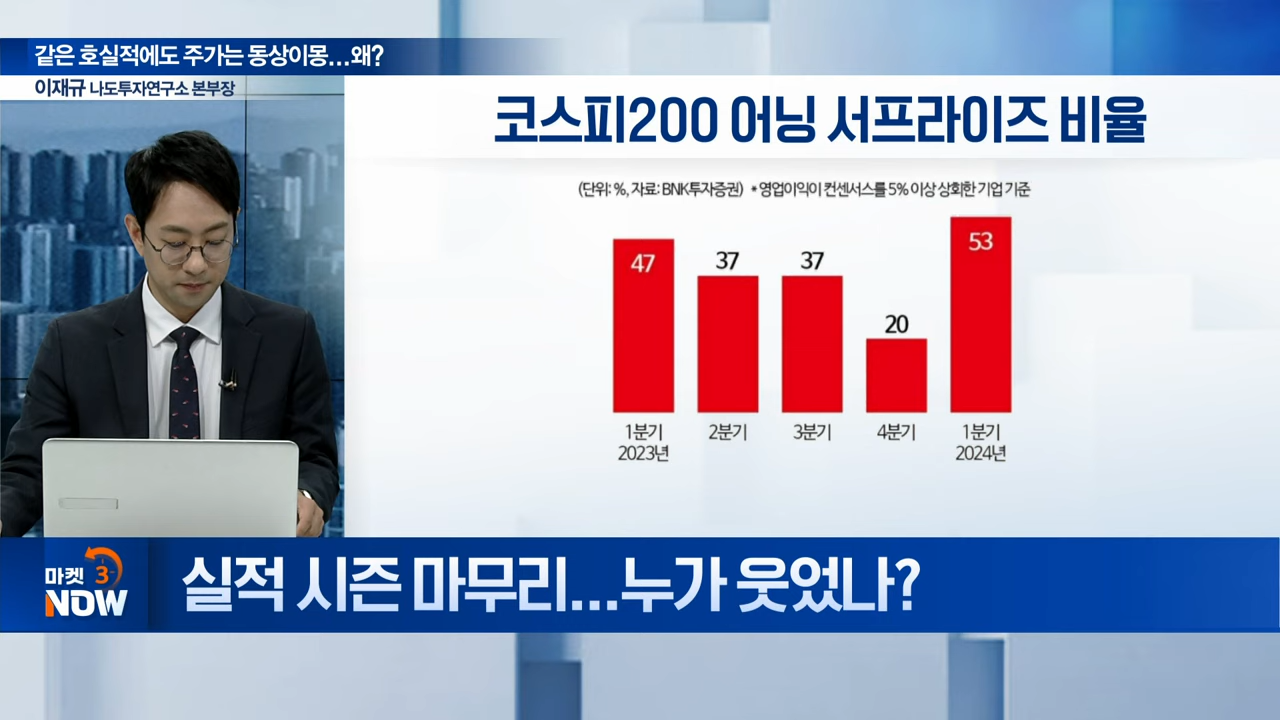 같은 호실적에도 주가는 동상이몽...왜?
이재규 나도투자연구소 본부장
코스피200 어닝 서프라이즈 비율
(단위: %, 자료: BNK투자증권) *영업이익이 컨센서스를 5% 이상 상회한 기업 기준
47
37
37
20
53
1분기
2023년
2분기
3분기
4분기
1분기
2024년
마켓 3
NOW
실적 시즌 마무리...누가 웃었나?